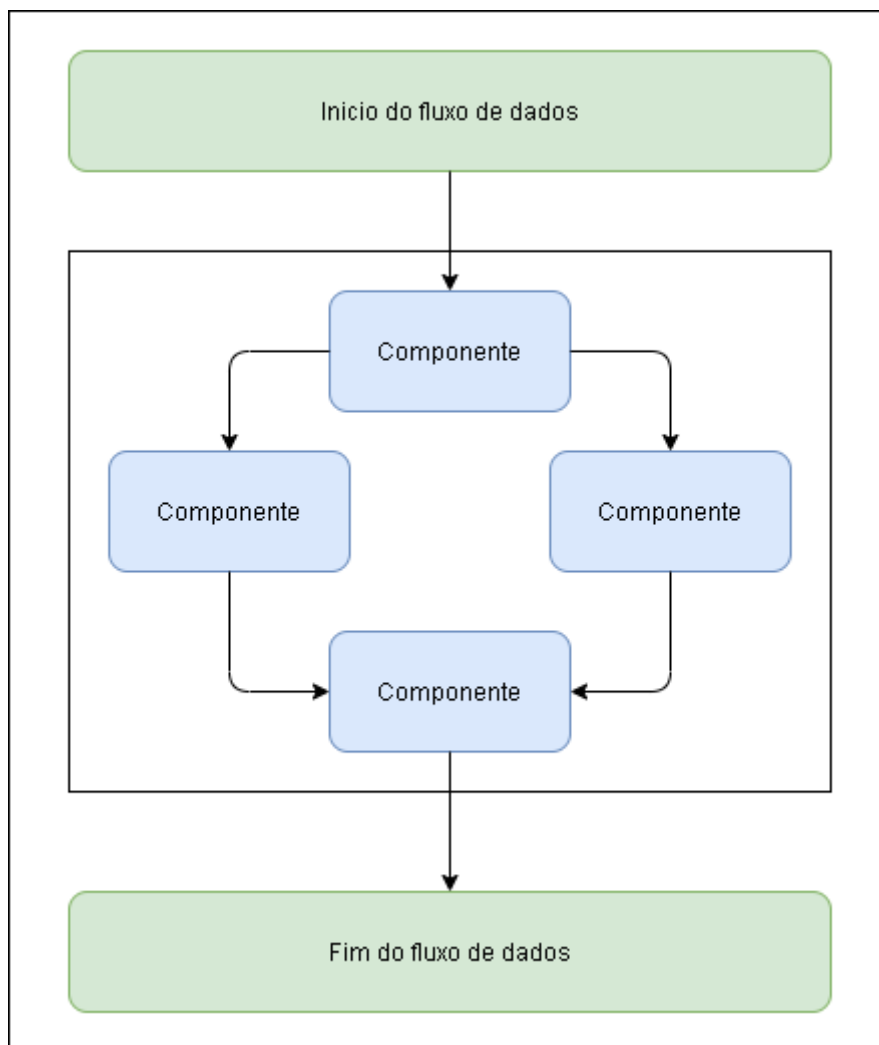 Inicio do fluxo de dados
Componente
Componente
Componente
Componente
Fim do fluxo de dados